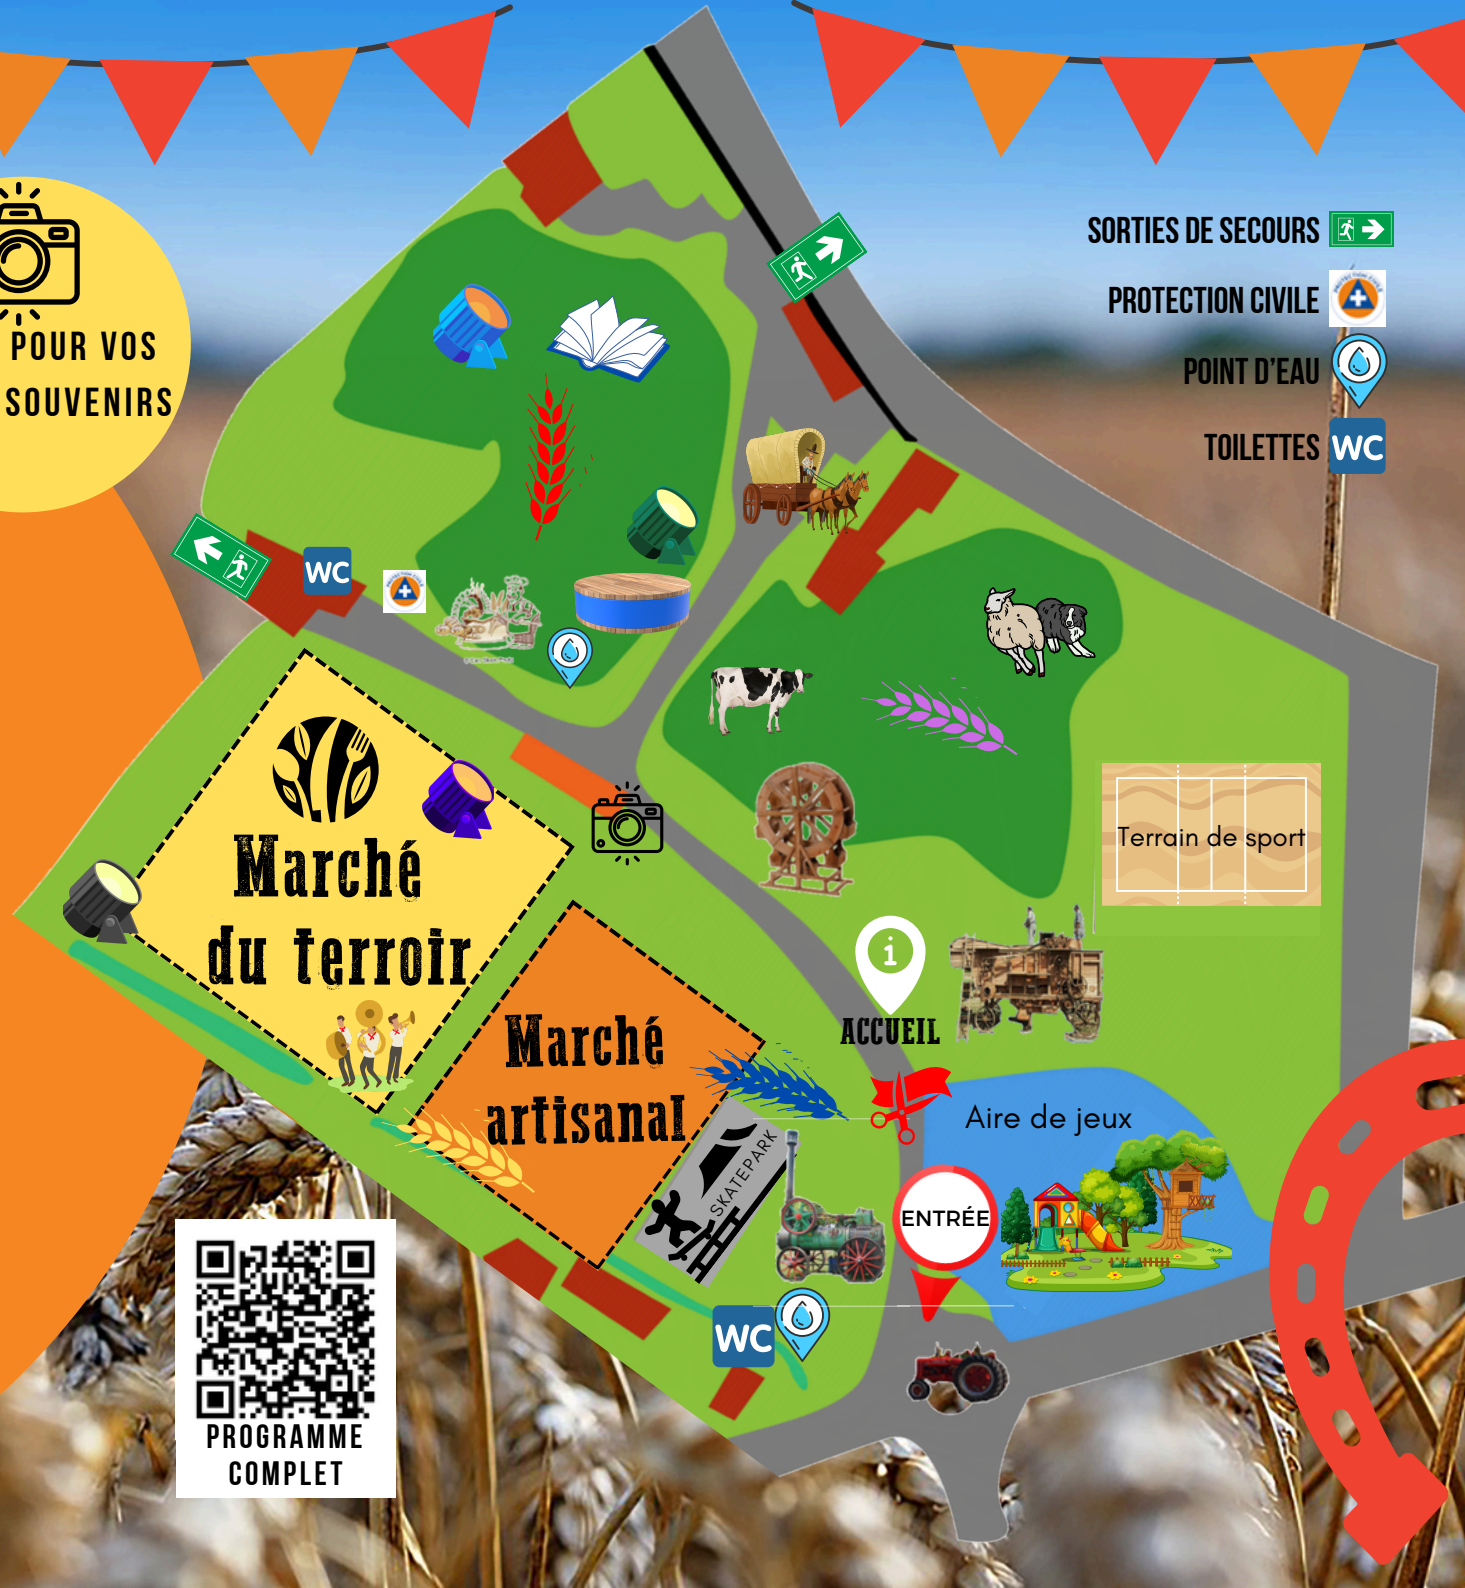 SORTIES DE SECOURS
PROTECTION CIVILE
POINT D'EAU
TOILETTES WC
POUR VOS
SOUVENIRS
WC
Terrain de sport
Marché
du terroir
i
ACCUEIL
Marché
artisanal
Aire de jeux
SKATEPARK
ENTRÉE
WC
PROGRAMME
COMPLET